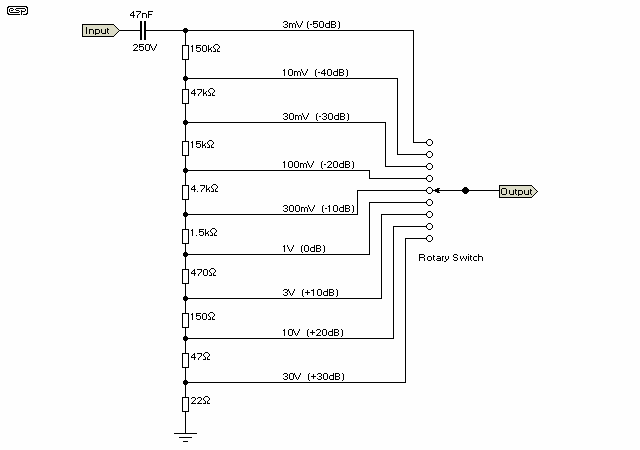 esp
47nF
Input
250V
3mV (-50dB)
150kΩ
10mV (-40dB)
47kΩ
30mV (-30dB)
15kΩ
100mV (-20dB)
4.7kΩ
Output
300mV (-10dB)
1.5kΩ
1V (0dB)
Rotary Switch
470Ω
3V (+10dB)
150Ω
10V (+20dB)
47Ω
30V (+30dB)
22Ω